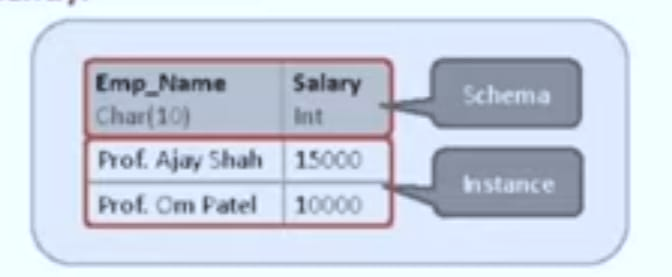 Emp_Name Salary
Char(10) Int
Schema
Prof. Ajay Shah 15000
Instance
Prof. Om Patel 10000